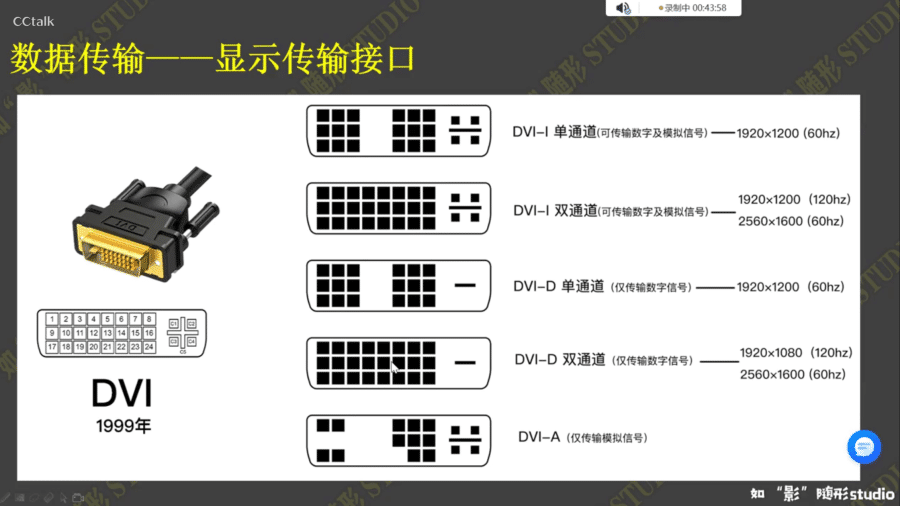 CCtalk
录制中 00:43:58
数据传输——显示传输接口
DVI-I 单通道(可传输数字及模拟信号) 1920×1200 (60hz)
DVI-I 双通道(可传输数字及模拟信号) 1920×1200 (120hz)
2560×1600 (60hz)
DVI-D 单通道 (仅传输数字信号) 1920×1200 (60hz)
DVI-D 双通道 (仅传输数字信号) 1920×1080 (120hz)
2560×1600 (60hz)
DVI-A (仅传输模拟信号)
DVI
1 2 3 4 5 6 7 8
9 10 11 12 13 14 15 16
17 18 19 20 21 22 23 24
C1 C2
C3 C4
C5
DVI
1999年
如“影”随形studio